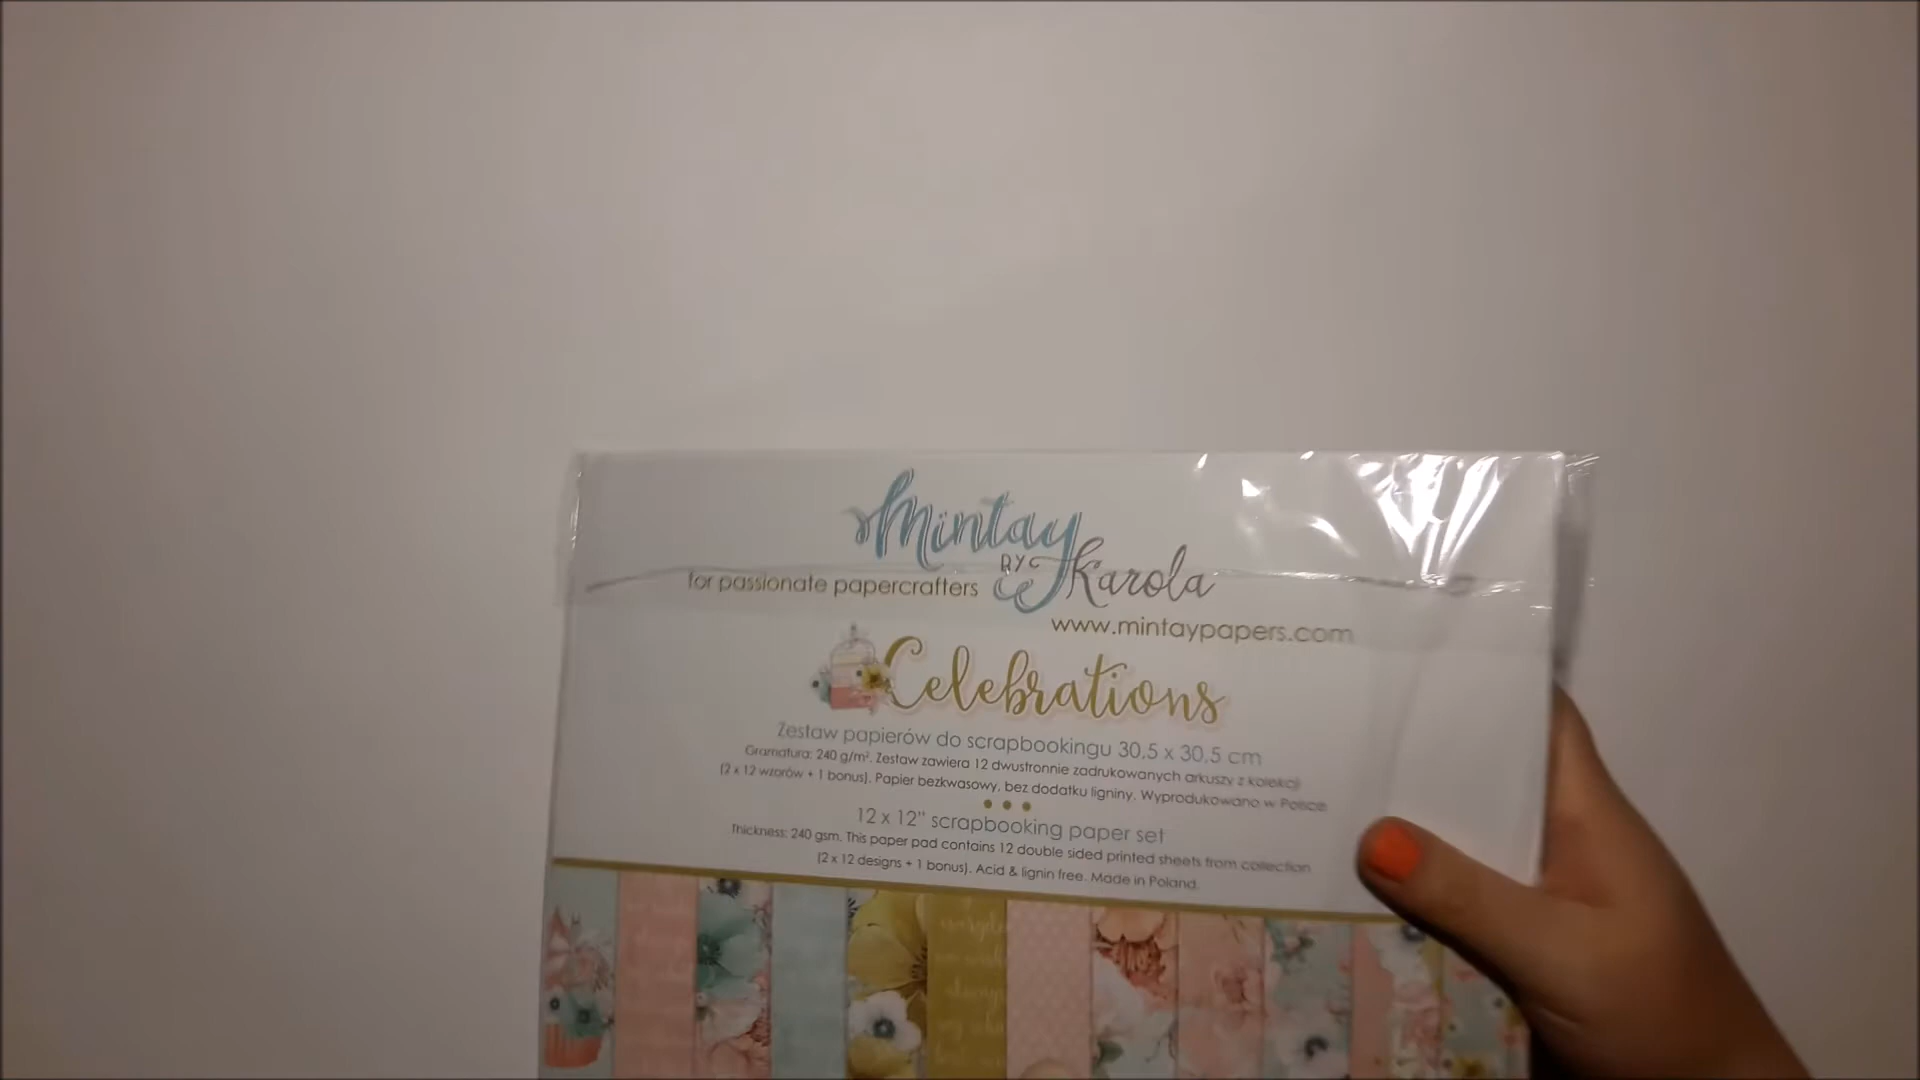 Mintay
BY Karola
for passionate papercrafters
www.mintaypapers.com
Celebrations
Zestaw papierów do scrapbookingu 30,5 x 30,5 cm
Gramatura: 240 g/m². Zestaw zawiera 12 dwustronnie zadrukowanych arkuszy z kolekcji
(2 x 12 wzorów + 1 bonus). Papier bezkwasowy, bez dodatku ligniny. Wyprodukowano w Polsce
12 x 12" scrapbooking paper set
Thickness: 240 gsm. This paper pad contains 12 double sided printed sheets from collection
(2 x 12 designs + 1 bonus). Acid & lignin free. Made in Poland.